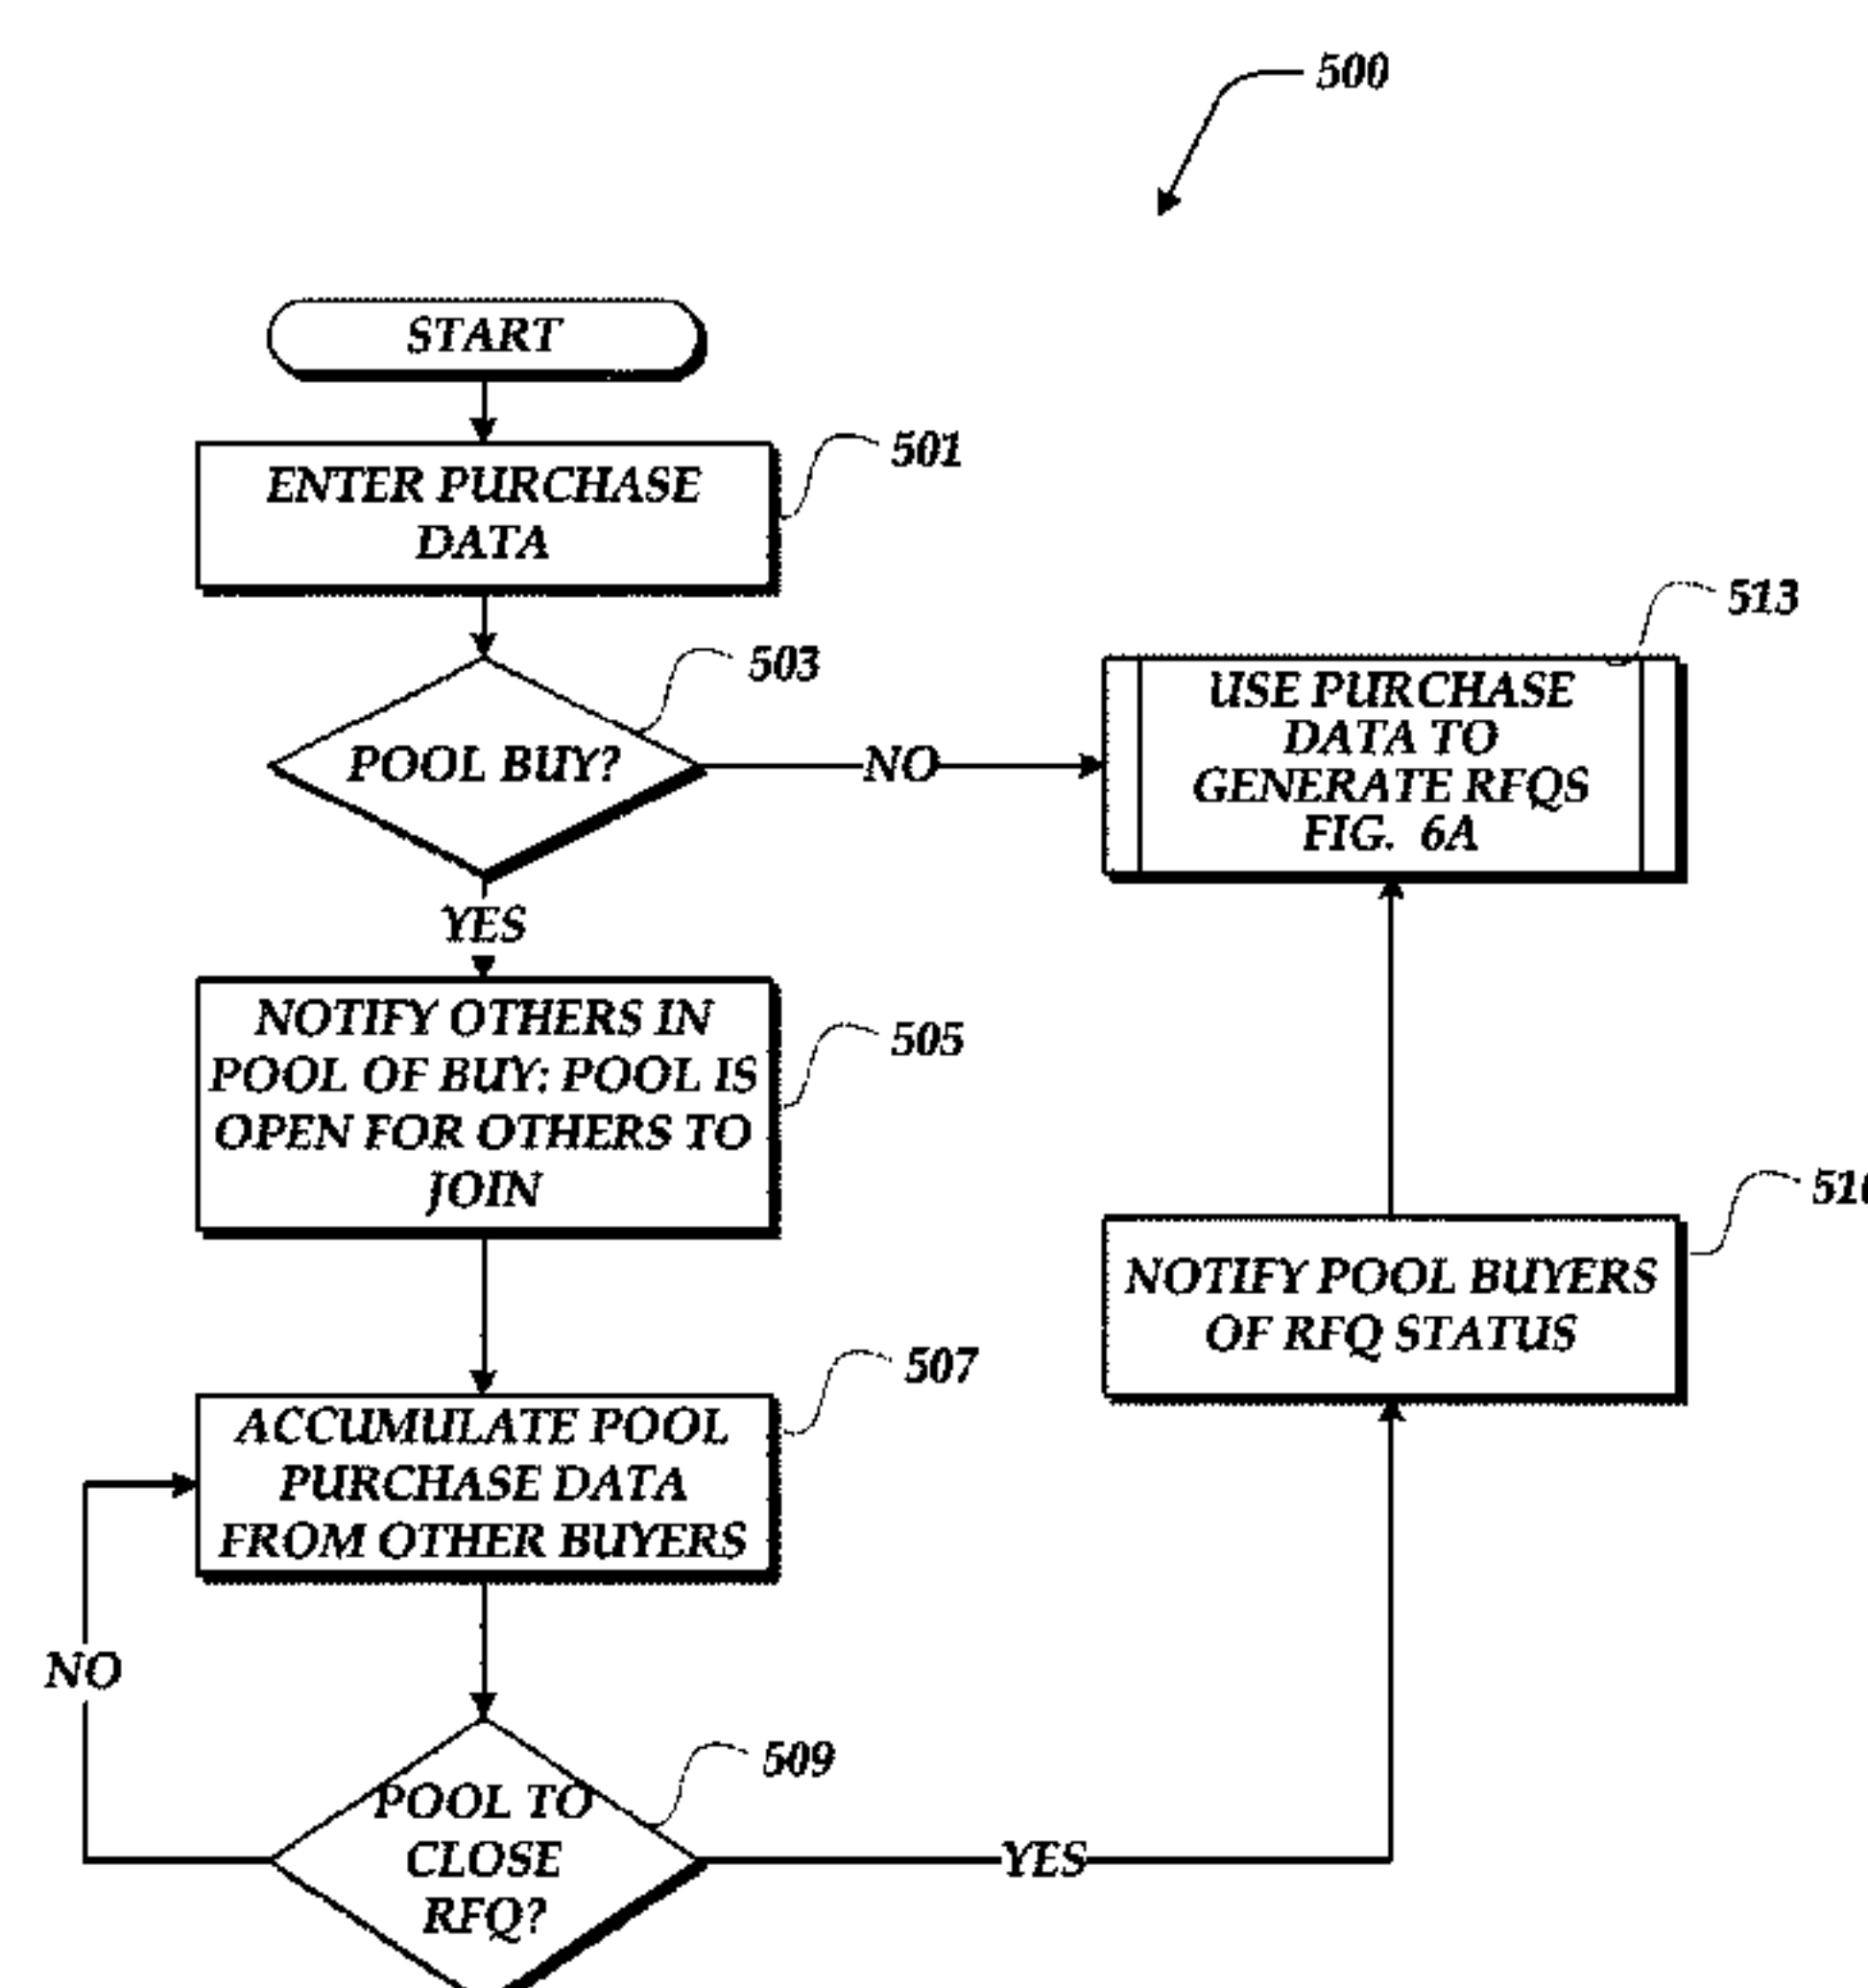 500
START
ENTER PURCHASE
DATA
501
POOL BUY?
503
NO
USE PURCHASE
DATA TO
GENERATE RFQS
FIG. 6A
513
YES
NOTIFY OTHERS IN
POOL OF BUY: POOL IS
OPEN FOR OTHERS TO
JOIN
505
NOTIFY POOL BUYERS
OF RFQ STATUS
ACCUMULATE POOL
PURCHASE DATA
FROM OTHER BUYERS
507
NO
POOL TO
CLOSE
RFQ?
509
YES